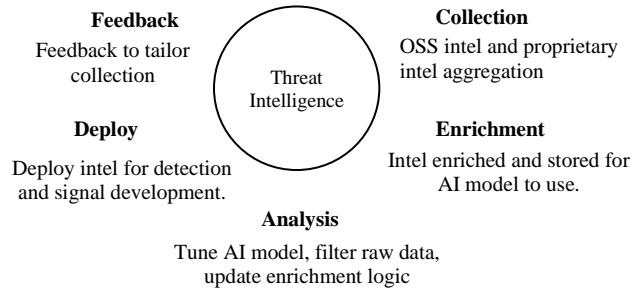 Feedback
Feedback to tailor
collection
Collection
OSS intel and proprietary
intel aggregation
Threat
Intelligence
Deploy
Deploy intel for detection
and signal development.
Enrichment
Intel enriched and stored for
AI model to use.
Analysis
Tune AI model, filter raw data,
update enrichment logic